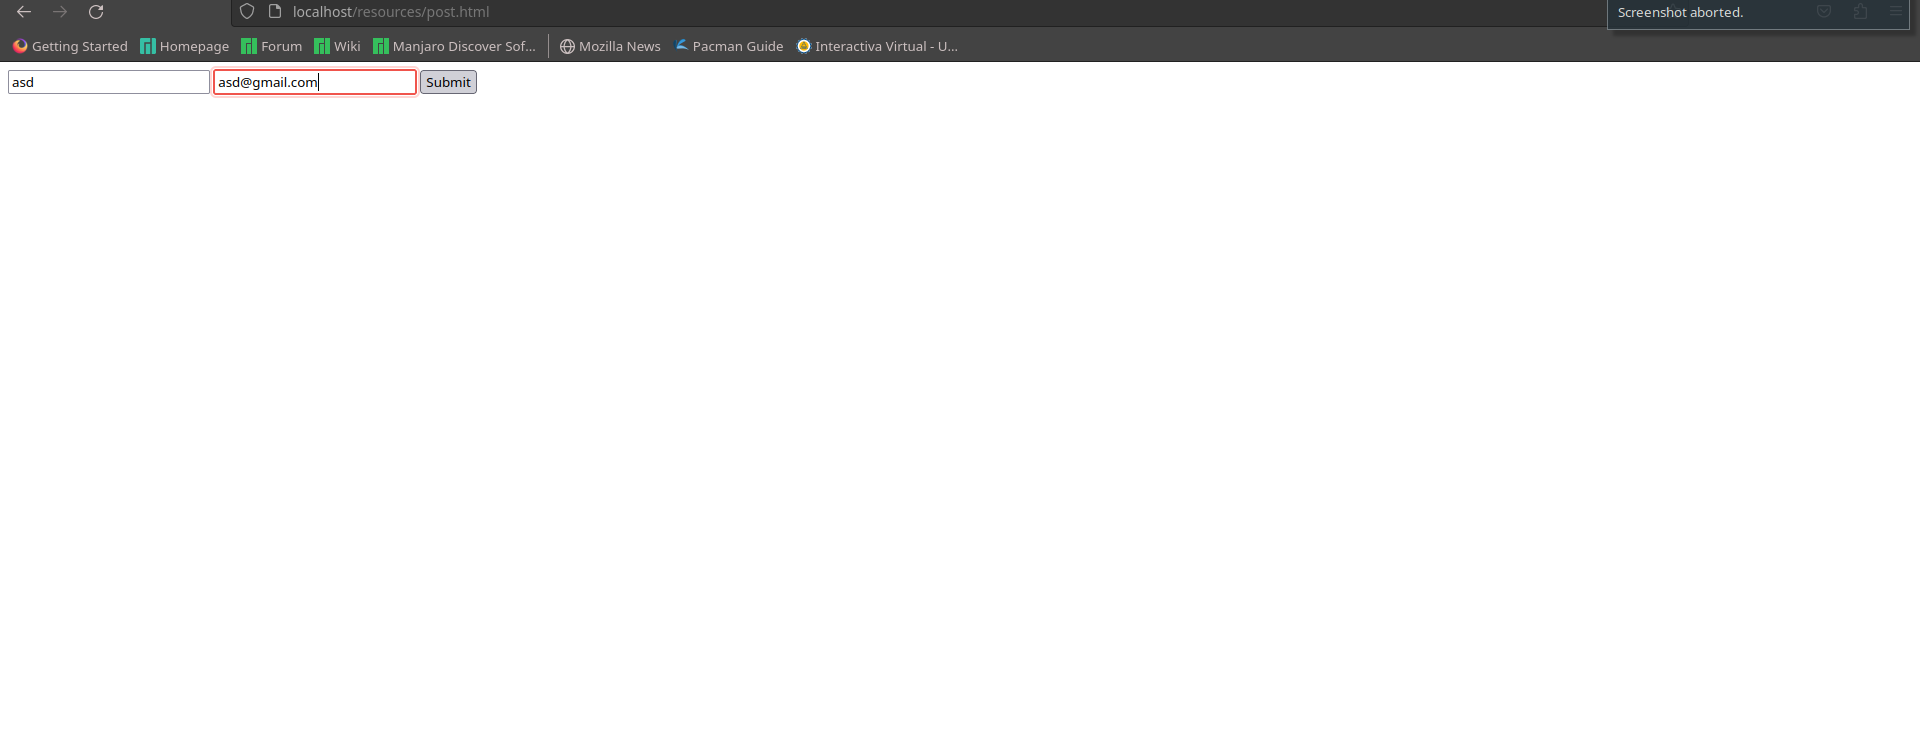 localhost/resources/post.html
Screenshot aborted.
Getting Started Homepage Forum Wiki Manjaro Discover Sof... Mozilla News Pacman Guide Interactiva Virtual - U...
asd asd@gmail.com Submit